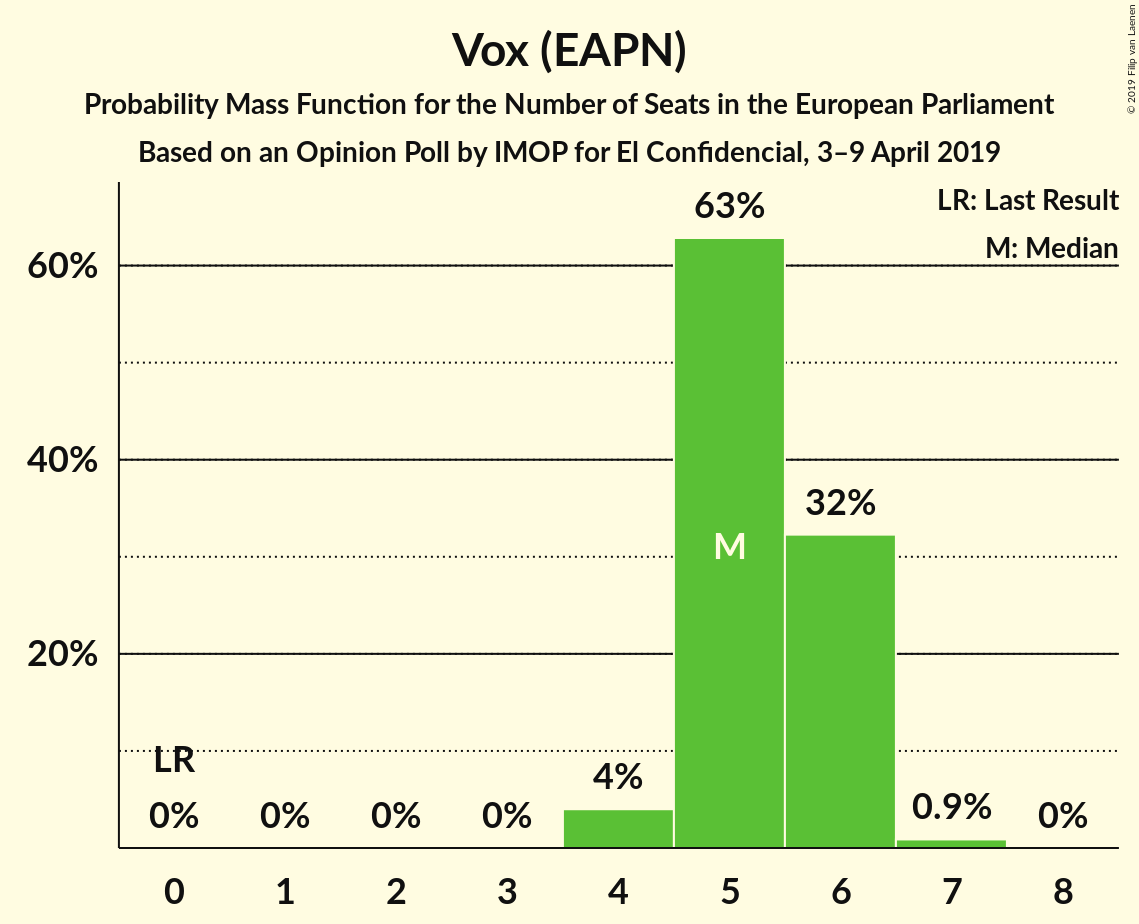 Vox (EAPN)
Probability Mass Function for the Number of Seats in the European Parliament
Based on an Opinion Poll by IMOP for El Confidencial, 3–9 April 2019
© 2019 Filip van Laenen
LR: Last Result
M: Median
60%
40%
20%
63%
32%
M
LR
0%
0%
0%
0%
4%
0.9%
0%
0
1
2
3
4
5
6
7
8